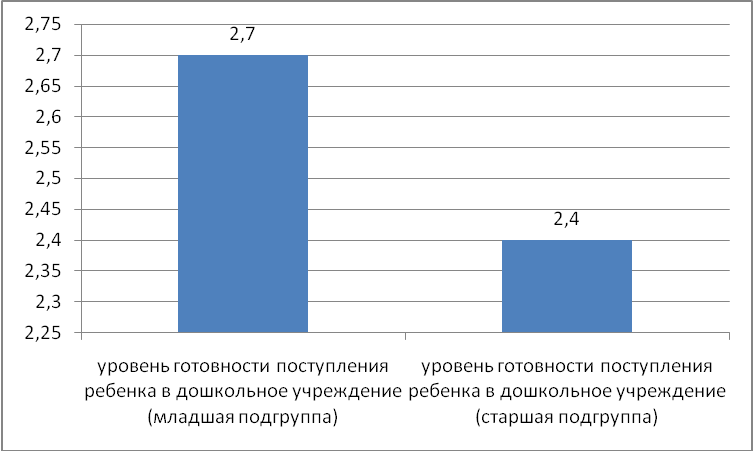 2,75
2,7
2,65
2,6
2,55
2,5
2,45
2,4
2,35
2,3
2,25
2,7
2,4
уровень готовности поступления
ребенка в дошкольное учреждение
(младшая подгруппа)
уровень готовности поступления
ребенка в дошкольное учреждение
(старшая подгруппа)